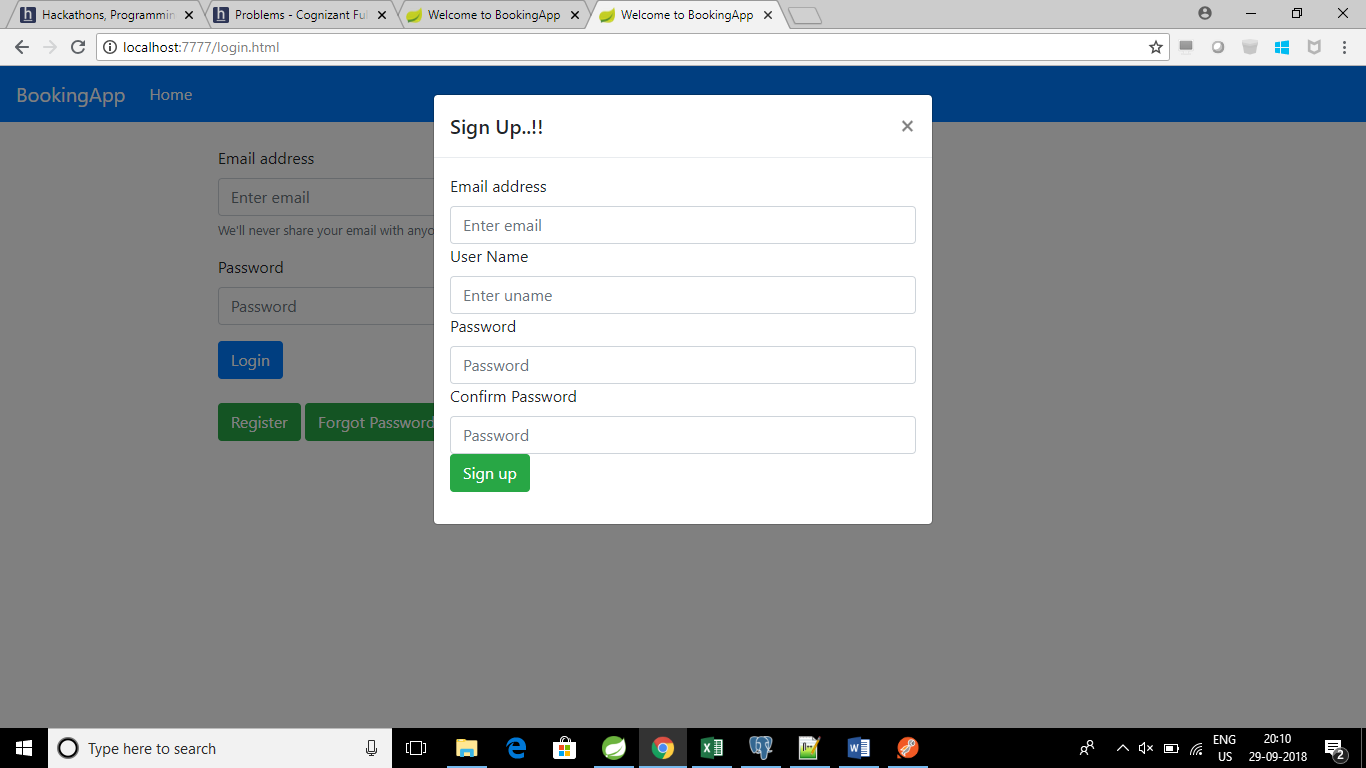 Hackathons, Programmin
Problems - Cognizant Ful
Welcome to BookingApp
Welcome to BookingApp
localhost:7777/login.html
BookingApp
Home
Sign Up..!!
×
Email address
Enter email
User Name
Enter uname
Password
Password
Confirm Password
Password
Sign up
Email address
Enter email
We'll never share your email with anyo
Password
Password
Login
Register
Forgot Password
Type here to search
ENG
US
20:10
29-09-2018
2